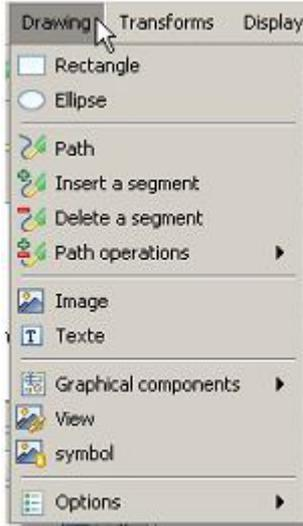 Drawing Transforms Display
Rectangle
Ellipse
Path
Insert a segment
Delete a segment
Path operations
Image
T Texte
Graphical components
View
symbol
Options